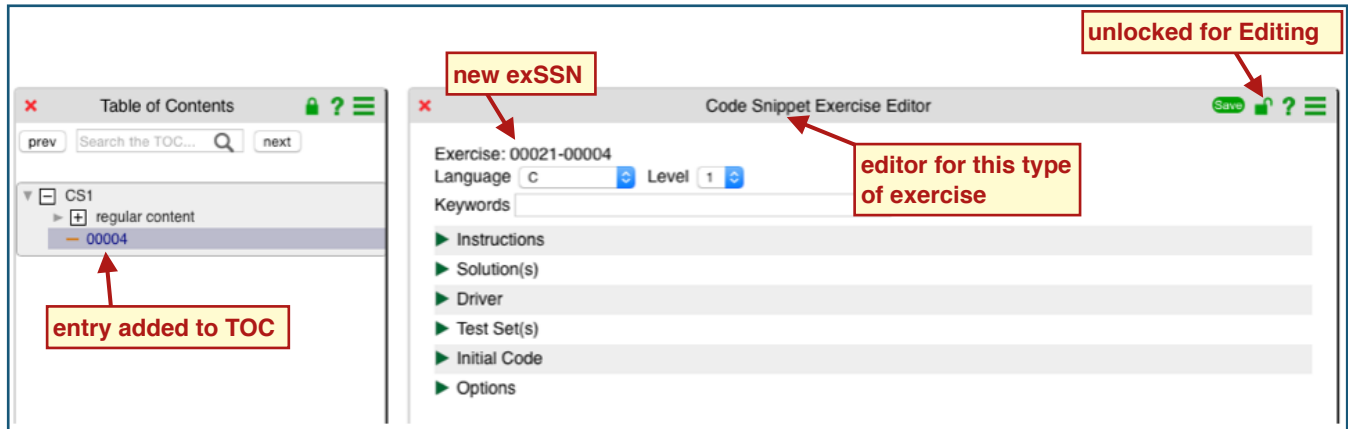 unlocked for Editing
new exSSN
Table of Contents ?
prev Search the TOC... next
CS1
regular content
00004
entry added to TOC
Code Snippet Exercise Editor Save ?
Exercise: 00021-00004
Language C Level 1
Keywords
editor for this type
of exercise
Instructions
Solution(s)
Driver
Test Set(s)
Initial Code
Options